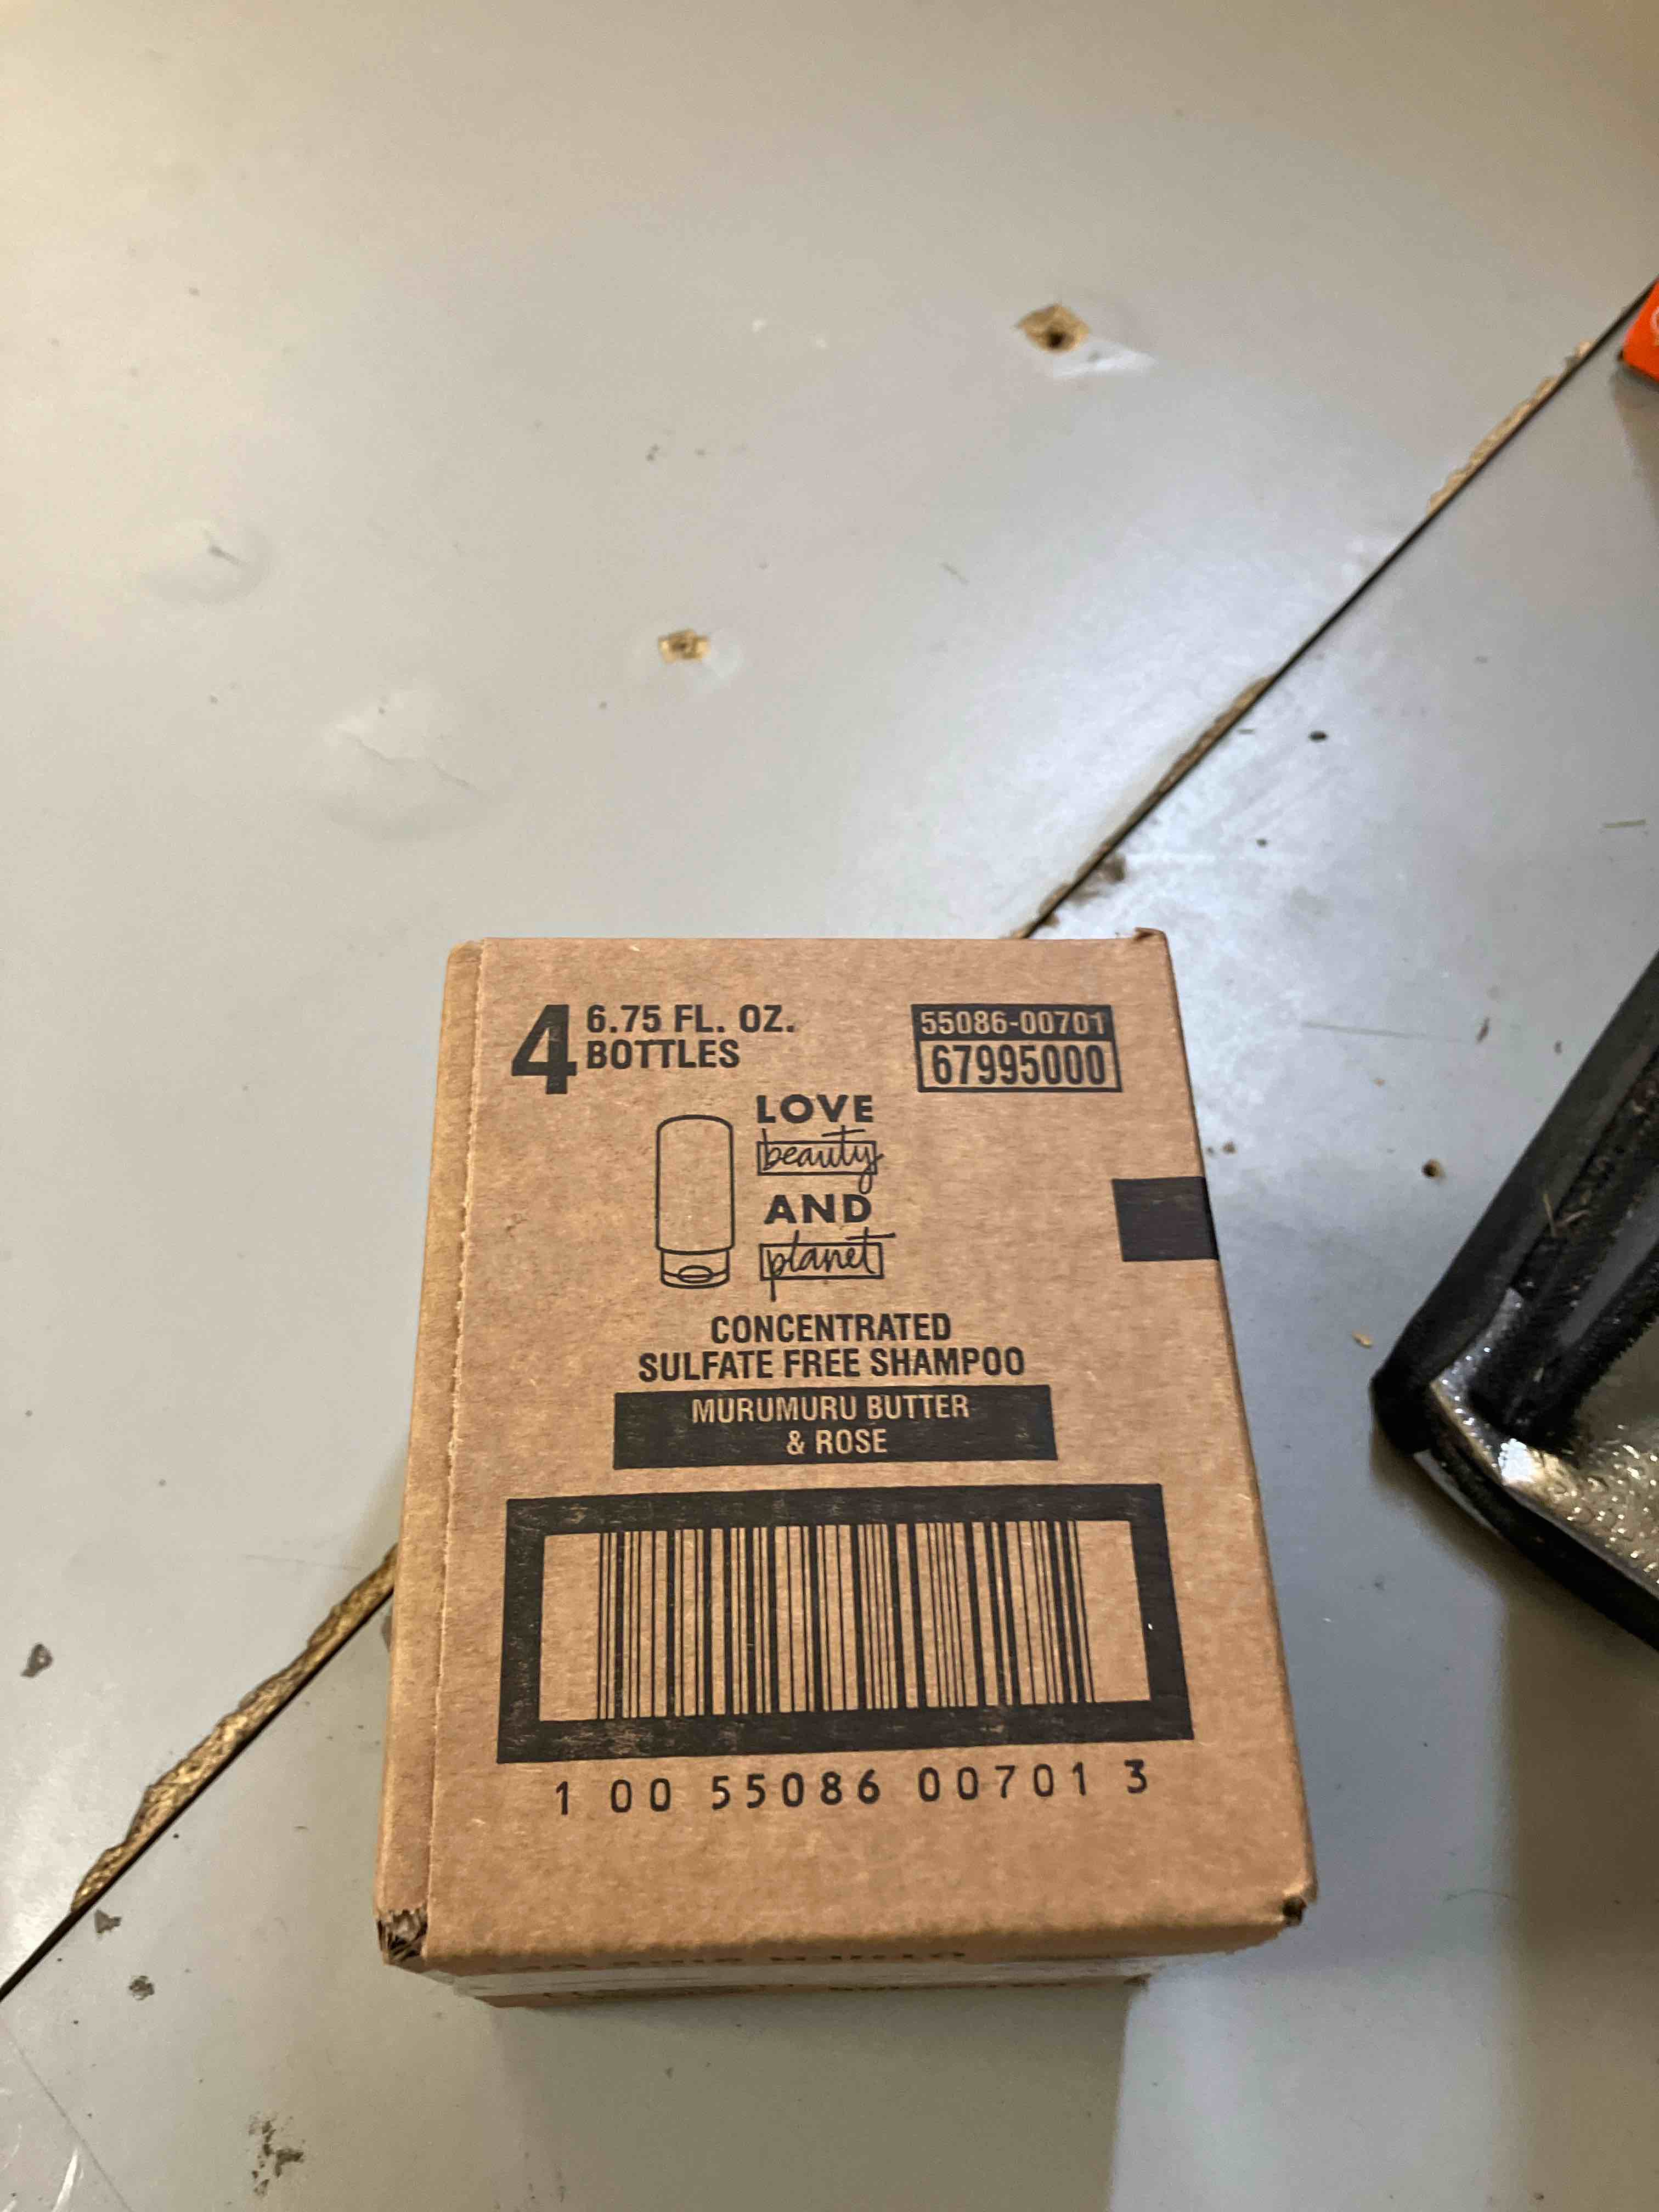 4 6.75 FL. OZ.
BOTTLES
55086-00701
67995000
LOVE
beauty
AND
planet
CONCENTRATED
SULFATE FREE SHAMPOO
MURUMURU BUTTER
& ROSE
1 00 55086 00701 3